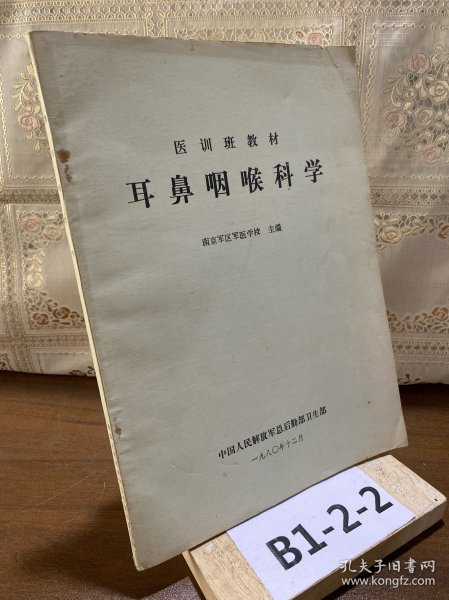 医训班教材
耳鼻咽喉科学
南京军区军医学校 主编
中国人民解放军总后勤部卫生部
一九八〇年十二月
B1-2-2
孔夫子旧书网
www.kongfz.com